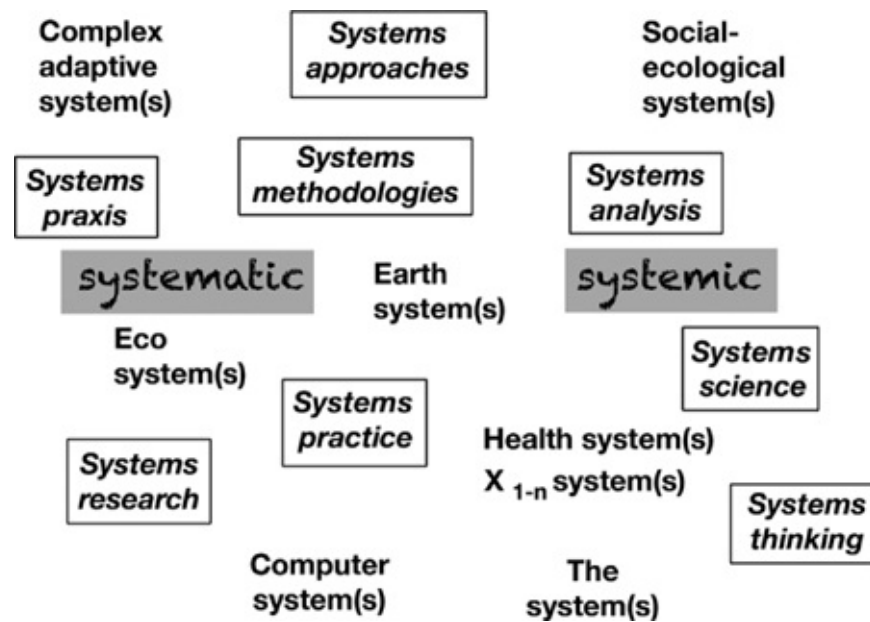 Complex
adaptive
system(s)
Systems
approaches
Social-
ecological
system(s)
Systems
praxis
Systems
methodologies
Systems
analysis
systematic
Earth
system(s)
systemic
Eco
system(s)
Systems
science
Systems
practice
Health system(s)
X 1-n system(s)
Systems
research
Systems
thinking
Computer
system(s)
The
system(s)